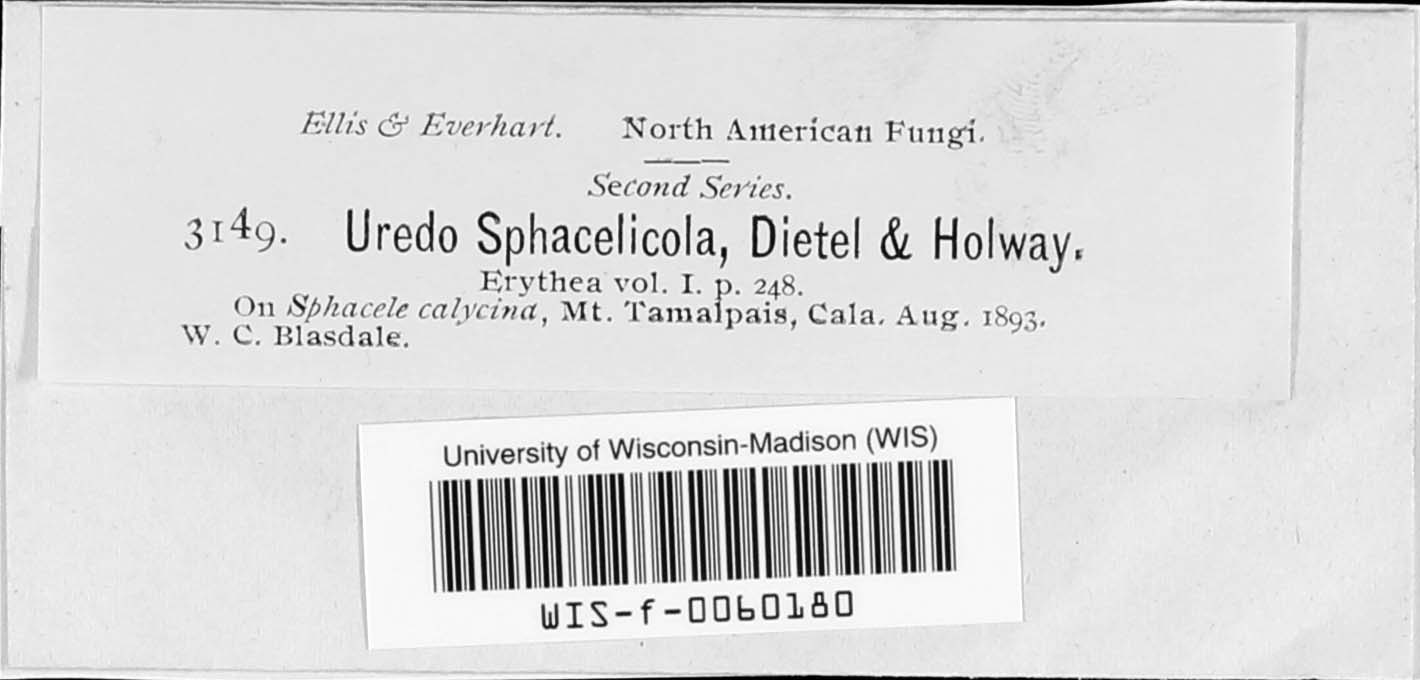 Ellis & Everhart. North American Fungi.
Second Series.
3149. Uredo Sphacelicola, Dietel & Holway.
Erythea vol. I. p. 248.
On Sphacele calycina, Mt. Tamalpais, Cala. Aug. 1893.
W. C. Blasdale.
University of Wisconsin-Madison (WIS)
WIS-f-0060180